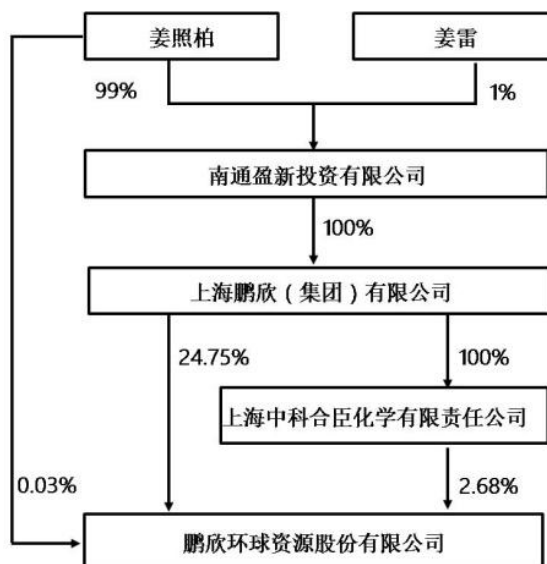 姜照柏
姜雷
99%
1%
南通盈新投资有限公司
100%
上海鹏欣（集团）有限公司
24.75%
100%
上海中科合臣化学有限责任公司
0.03%
2.68%
鹏欣环球资源股份有限公司